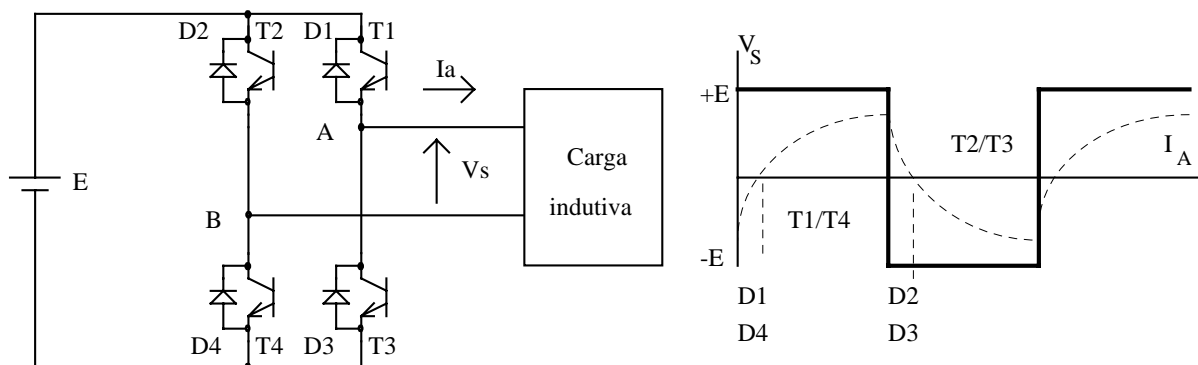 D2
T2
D1
T1
Ia
A
Vs
Carga
indutiva
E
B
D4
T4
D3
T3
V
S
+E
T2/T3
I
A
T1/T4
-E
D1
D2
D4
D3